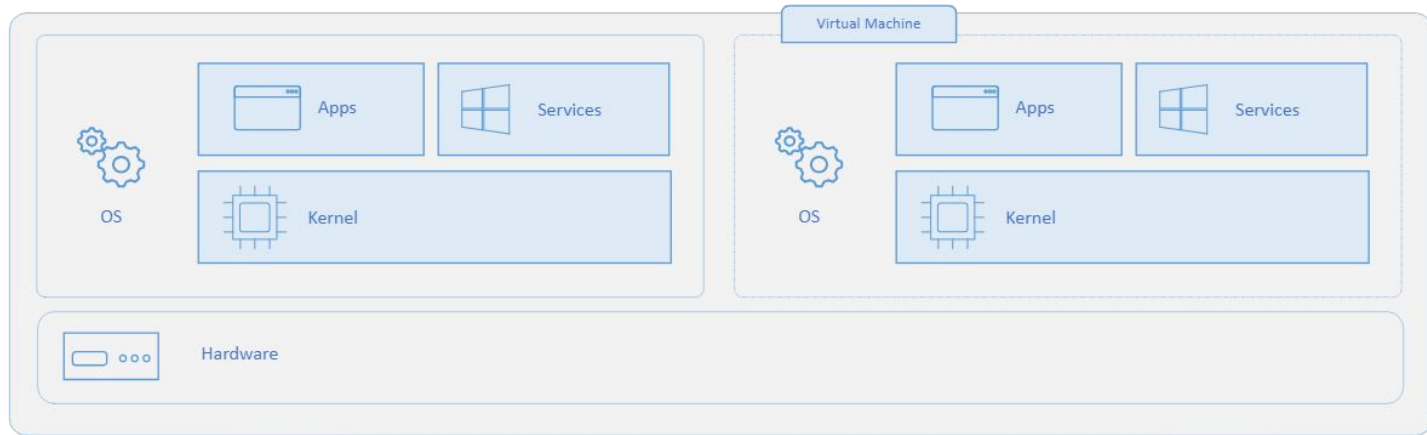 Virtual Machine
Apps
Services
Apps
Services
OS
Kernel
OS
Kernel
Hardware